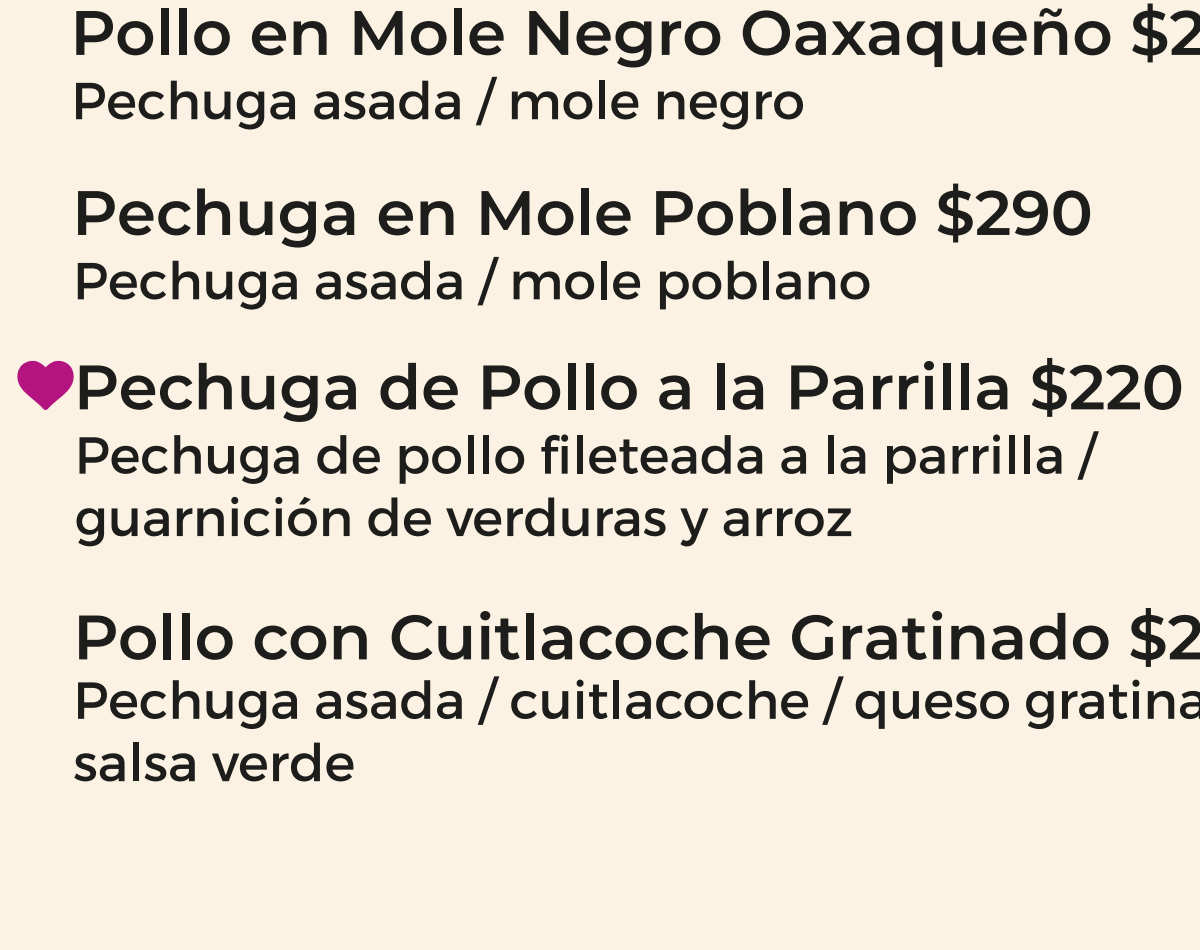 Pollo en Mole Negro Oaxaqueño $2
Pechuga asada / mole negro
Pechuga en Mole Poblano $290
Pechuga asada / mole poblano
Pechuga de Pollo a la Parrilla $220
Pechuga de pollo fileteada a la parrilla /
guarnición de verduras y arroz
Pollo con Cuitlacoche Gratinado $2
Pechuga asada / cuitlacoche / queso gratina
salsa verde